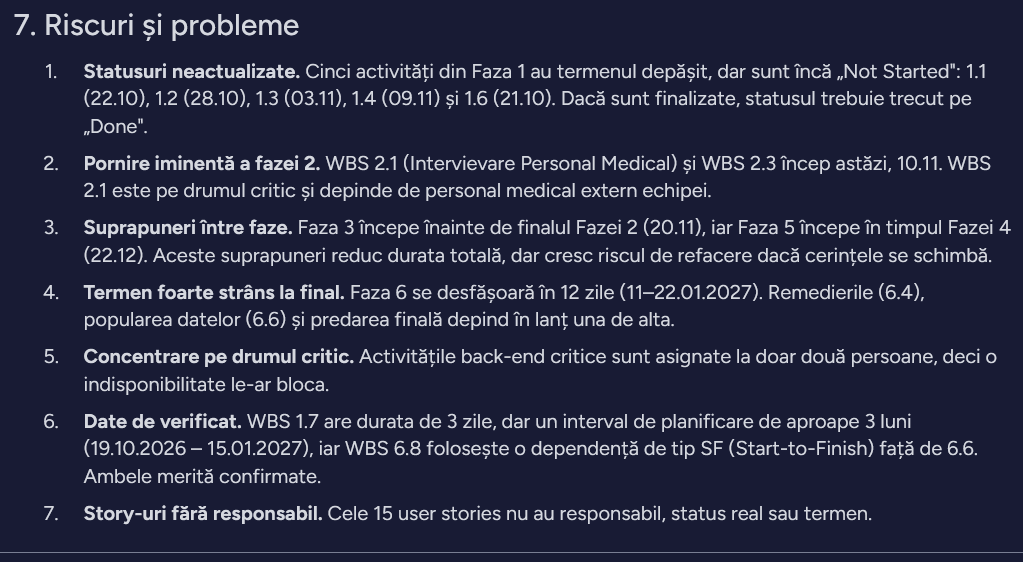 7. Riscuri și probleme
1. Statusuri neactualizate. Cinci activități din Faza 1 au termenul depășit, dar sunt încă „Not Started": 1.1
(22.10), 1.2 (28.10), 1.3 (03.11), 1.4 (09.11) și 1.6 (21.10). Dacă sunt finalizate, statusul trebuie trecut pe
„Done".
2. Pornire iminentă a fazei 2. WBS 2.1 (Intervievare Personal Medical) și WBS 2.3 încep astăzi, 10.11. WBS
2.1 este pe drumul critic și depinde de personal medical extern echipei.
3. Suprapuneri între faze. Faza 3 începe înainte de finalul Fazei 2 (20.11), iar Faza 5 începe în timpul Fazei 4
(22.12). Aceste suprapuneri reduc durata totală, dar cresc riscul de refacere dacă cerințele se schimbă.
4. Termen foarte strâns la final. Faza 6 se desfășoară în 12 zile (11–22.01.2027). Remedierile (6.4),
popularea datelor (6.6) și predarea finală depind în lanț una de alta.
5. Concentrare pe drumul critic. Activitățile back-end critice sunt asignate la doar două persoane, deci o
indisponibilitate le-ar bloca.
6. Date de verificat. WBS 1.7 are durata de 3 zile, dar un interval de planificare de aproape 3 luni
(19.10.2026 – 15.01.2027), iar WBS 6.8 folosește o dependență de tip SF (Start-to-Finish) față de 6.6.
Ambele merită confirmate.
7. Story-uri fără responsabil. Cele 15 user stories nu au responsabil, status real sau termen.